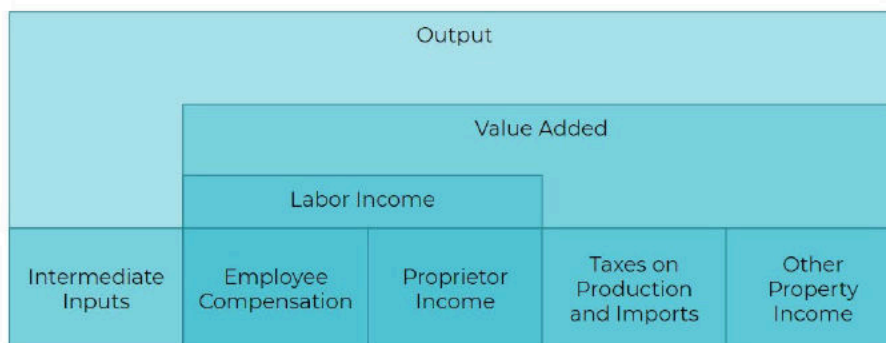 Output
Value Added
Labor Income
Intermediate
Inputs
Employee
Compensation
Proprietor
Income
Taxes on
Production
and Imports
Other
Property
Income